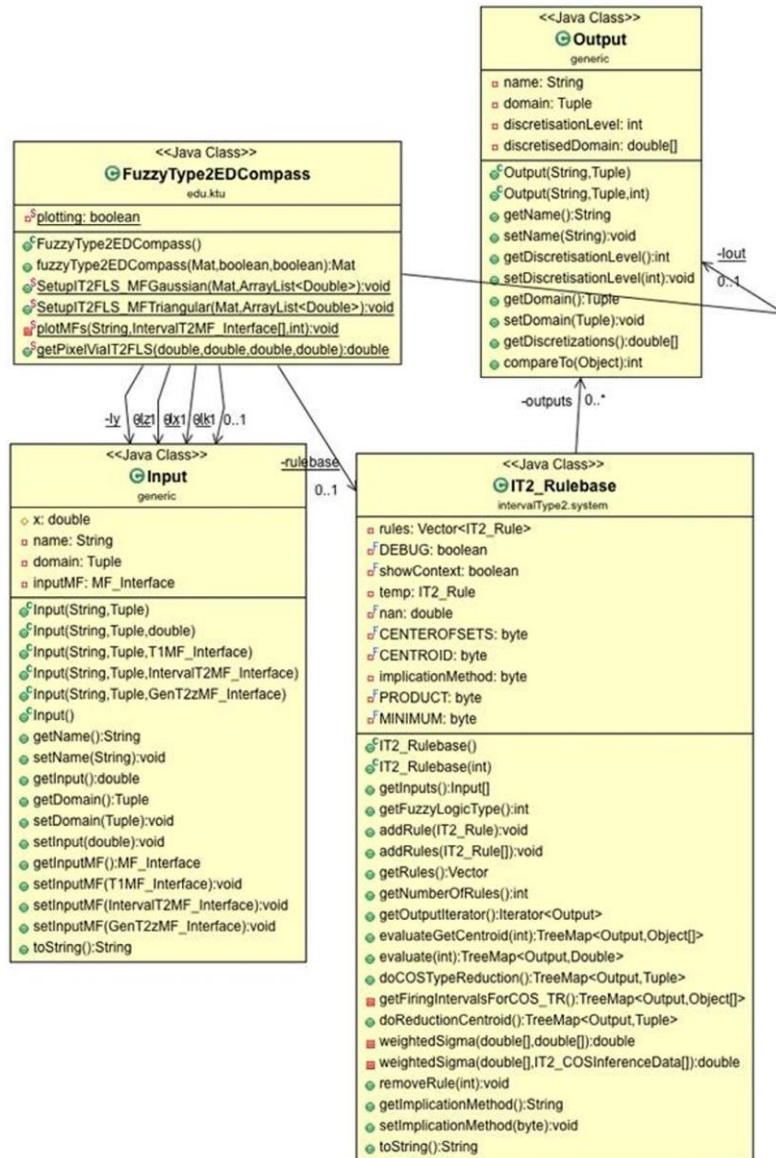 <<Java Class>>
Output
generic
name: String
domain: Tuple
discretisationLevel: int
discretisedDomain: double[]
Output(String,Tuple)
Output(String,Tuple,int)
getName():String
setName(String):void
getDiscretisationLevel():int
setDiscretisationLevel(int):void
getDomain():Tuple
setDomain(Tuple):void
getDiscretizations():double[]
compareTo(Object):int
<<Java Class>>
FuzzyType2EDCompass
edu.ktu
plotting: boolean
FuzzyType2EDCompass()
fuzzyType2EDCompass(Mat,boolean,boolean):Mat
SetupIT2FLS_MFGaussian(Mat,ArrayList<Double>):void
SetupIT2FLS_MFTriangular(Mat,ArrayList<Double>):void
plotMFs(String,IntervalT2MF_Interface[],int):void
getPixelViaIT2FLS(double,double,double,double):double
-Iout
0..1
-outputs 0..*
-Iy
0..1
-rulebase
0..1
<<Java Class>>
Input
generic
x: double
name: String
domain: Tuple
inputMF: MF_Interface
Input(String,Tuple)
Input(String,Tuple,double)
Input(String,Tuple,T1MF_Interface)
Input(String,Tuple,IntervalT2MF_Interface)
Input(String,Tuple,GenT2zMF_Interface)
Input()
getName():String
setName(String):void
getInput():double
getDomain():Tuple
setDomain(Tuple):void
setInput(double):void
getInputMF():MF_Interface
setInputMF(T1MF_Interface):void
setInputMF(IntervalT2MF_Interface):void
setInputMF(GenT2zMF_Interface):void
toString():String
<<Java Class>>
IT2_Rulebase
intervalType2.system
rules: Vector<IT2_Rule>
DEBUG: boolean
showContext: boolean
temp: IT2_Rule
nan: double
CENTEROFSETS: byte
CENTROID: byte
implicationMethod: byte
PRODUCT: byte
MINIMUM: byte
IT2_Rulebase()
IT2_Rulebase(int)
getInputs():Input[]
getFuzzyLogicType():int
addRule(IT2_Rule):void
addRules(IT2_Rule[]):void
getRules():Vector
getNumberOfRules():int
getOutputIterator():Iterator<Output>
evaluateGetCentroid(int):TreeMap<Output,Object[]>
evaluate(int):TreeMap<Output,Double>
doCOSTypeReduction():TreeMap<Output,Tuple>
getFiringIntervalsForCOS_TR():TreeMap<Output,Object[]>
doReductionCentroid():TreeMap<Output,Tuple>
weightedSigma(double[],double[]):double
weightedSigma(double[],IT2_COSInferenceData[]):double
removeRule(int):void
getImplicationMethod():String
setImplicationMethod(byte):void
toString():String